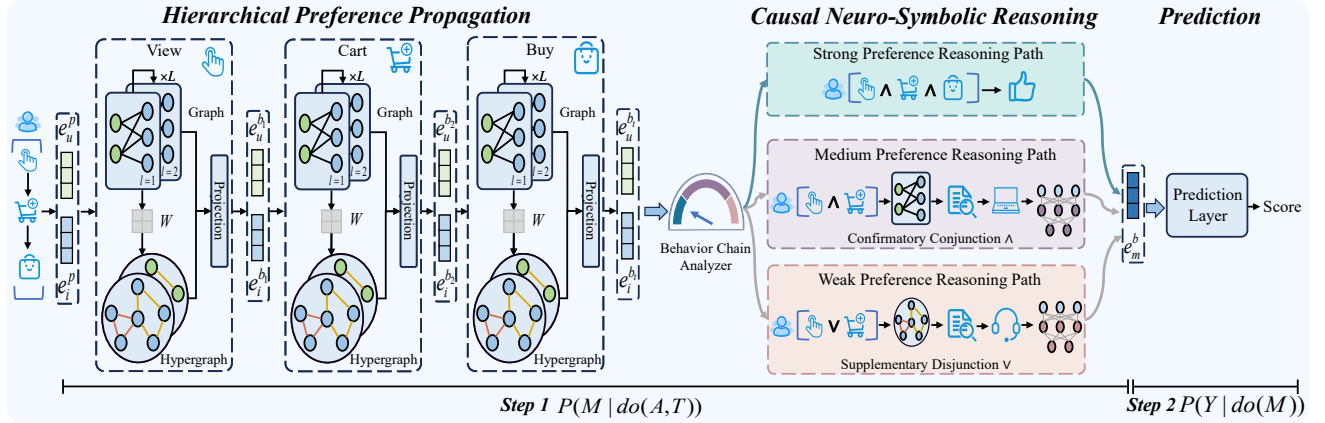 Hierarchical Preference Propagation
Causal Neuro-Symbolic Reasoning
Prediction
View
×L
Graph
l=1
l=2
W
Projection
Hypergraph
Cart
×L
Graph
l=1
l=2
W
Projection
Hypergraph
Buy
×L
Graph
l=1
l=2
W
Projection
Hypergraph
e_u^p
e_i^p
e_u^{b_1}
e_i^{b_1}
e_u^{b_2}
e_i^{b_2}
e_u^{b_t}
e_i^{b_t}
Behavior Chain
Analyzer
Strong Preference Reasoning Path
[ ∧ ∧ ]
Medium Preference Reasoning Path
[ ∧ ]
Confirmatory Conjunction ∧
Weak Preference Reasoning Path
[ ∨ ]
Supplementary Disjunction ∨
e_m^b
Prediction
Layer
Score
Step 1 P(M | do(A,T))
Step 2 P(Y | do(M))